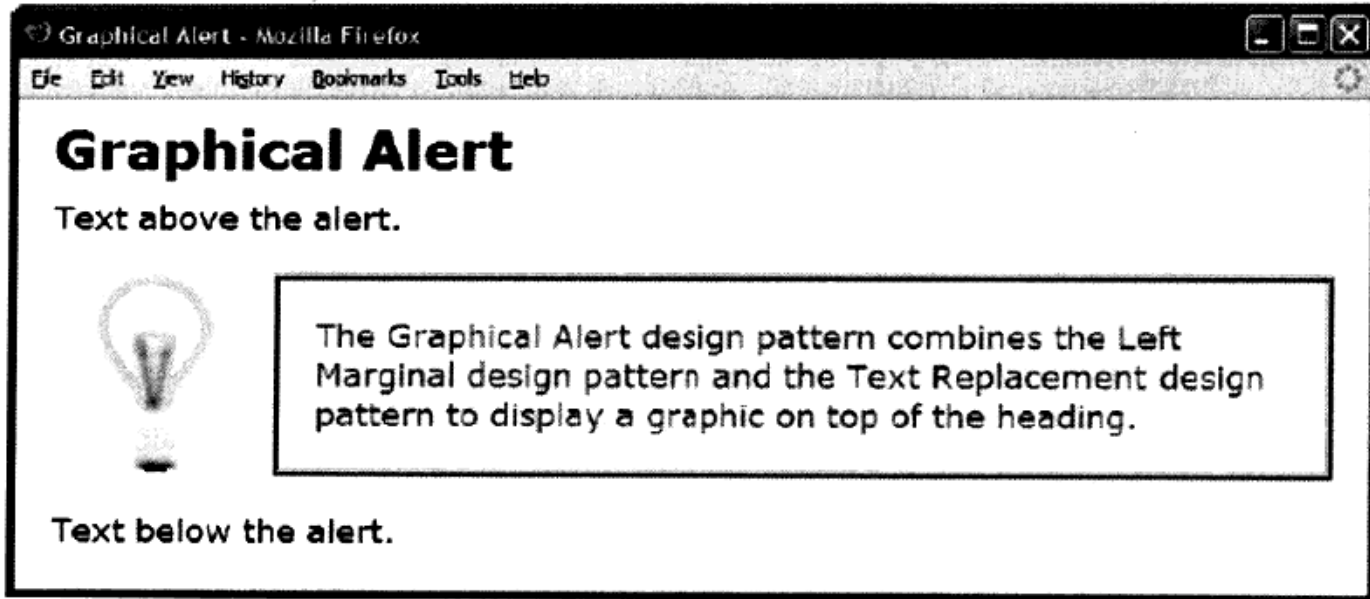 Graphical Alert - Mozilla Firefox
File Edit View History Bookmarks Tools Help
Graphical Alert
Text above the alert.
The Graphical Alert design pattern combines the Left
Marginal design pattern and the Text Replacement design
pattern to display a graphic on top of the heading.
Text below the alert.